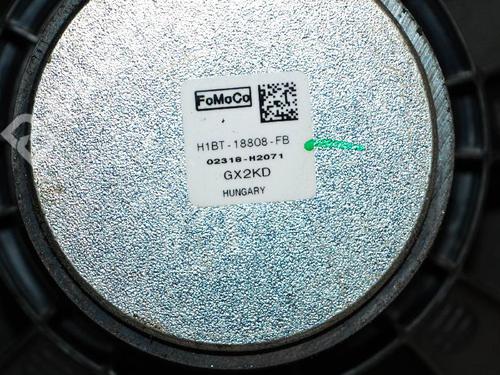 FoMoCo
H1BT-18808-FB
02318-H2071
GX2KD
HUNGARY